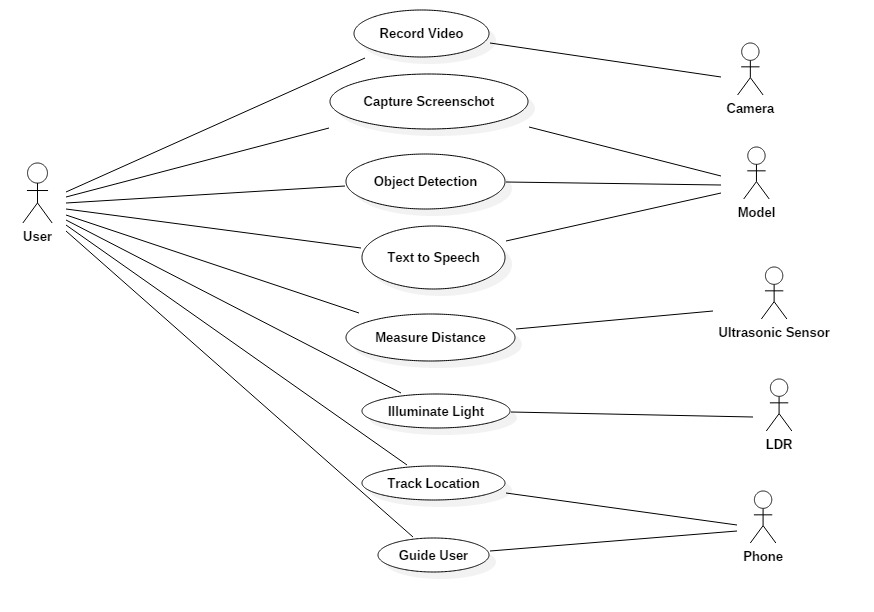 Record Video
Camera
Capture Screenschot
Object Detection
Model
User
Text to Speech
Measure Distance
Ultrasonic Sensor
Illuminate Light
LDR
Track Location
Guide User
Phone